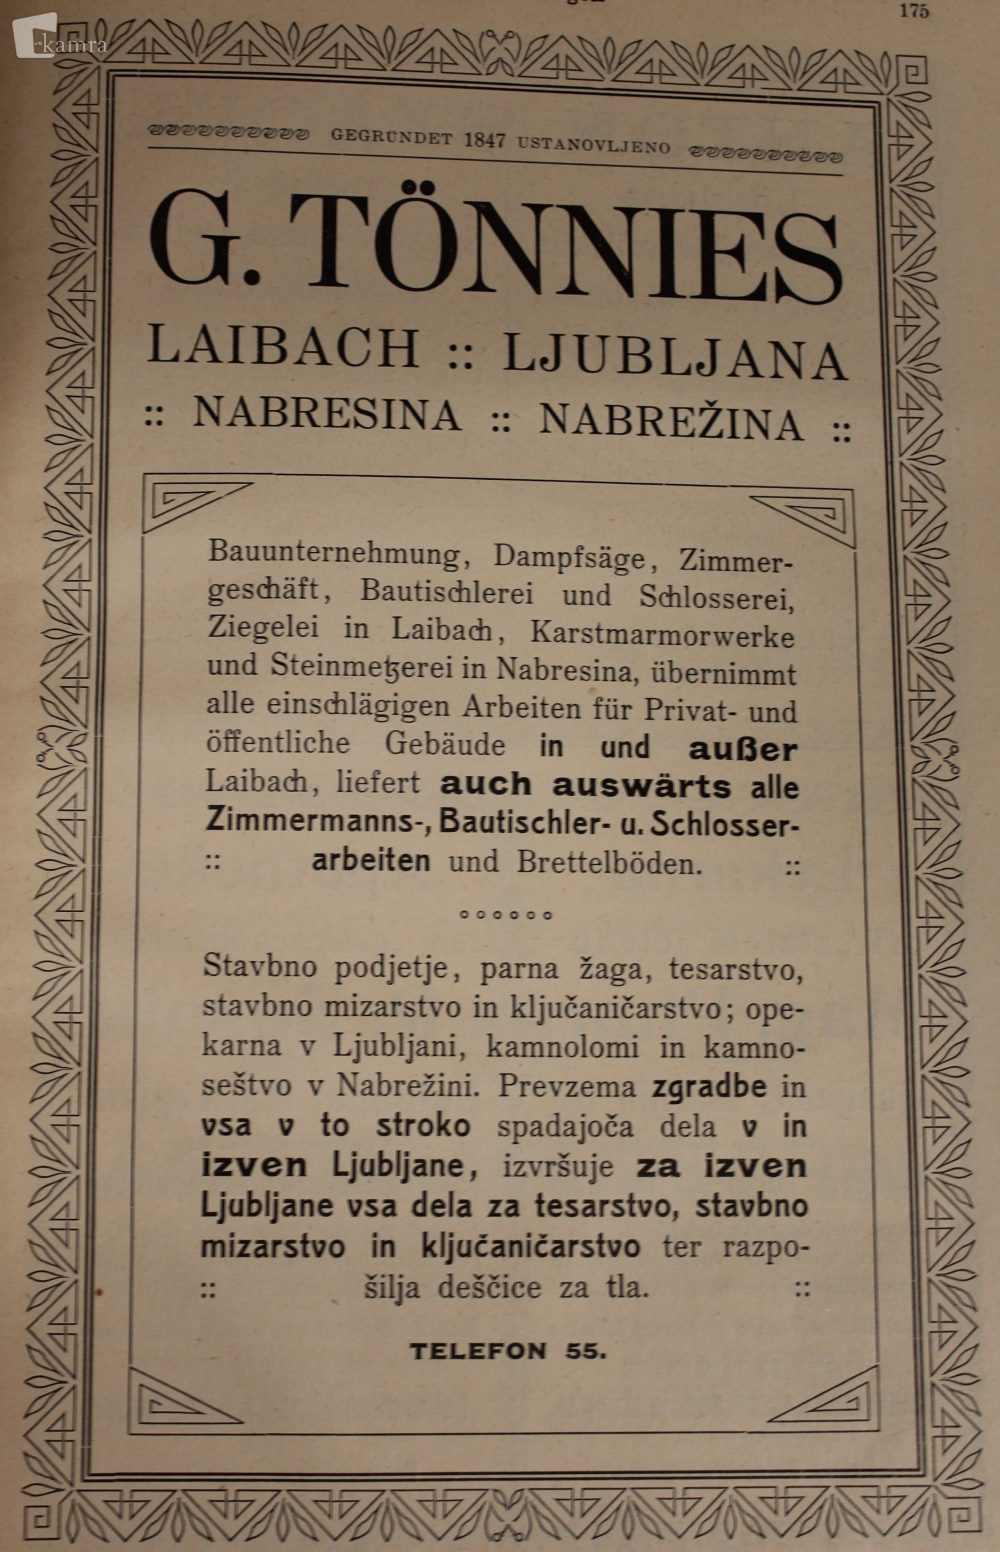 175
kamra
GEGRÜNDET 1847 USTANOVLJENO
G. TÖNNIES
LAIBACH :: LJUBLJANA
:: NABRESINA :: NABREŽINA ::
Bauunternehmung, Dampfsäge, Zimmer-
geschäft, Bautischlerei und Schlosserei,
Ziegelei in Laibach, Karstmarmorwerke
und Steinmetzerei in Nabresina, übernimmt
alle einschlägigen Arbeiten für Privat- und
öffentliche Gebäude in und außer
Laibach, liefert auch auswärts alle
Zimmermanns-, Bautischler- u. Schlosser-
:: arbeiten und Brettelböden. ::
Stavbno podjetje, parna žaga, tesarstvo,
stavbno mizarstvo in ključaničarstvo; ope-
karna v Ljubljani, kamnolomi in kamno-
seštvo v Nabrežini. Prevzema zgradbe in
vsa v to stroko spadajoča dela v in
izven Ljubljane, izvršuje za izven
Ljubljane vsa dela za tesarstvo, stavbno
mizarstvo in ključaničarstvo ter razpo-
:: šilja deščice za tla. ::
TELEFON 55.